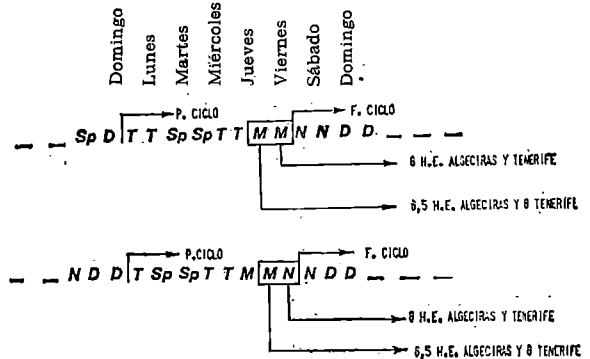 Domingo
Lunes
Martes
Miércoles
Jueves
Viernes
Sábado
Domingo
P. CICLO F. CICLO
Sp D T T Sp Sp T T M M N N D D
8 H.E. ALGECIRAS Y TENERIFE
6,5 H.E. ALGECIRAS Y 8 TENERIFE
P.CICLO F. CICLO
N D D T Sp Sp T T M M N N D D
8 H.E. ALGECIRAS Y TENERIFE
6,5 H.E. ALGECIRAS Y 8 TENERIFE